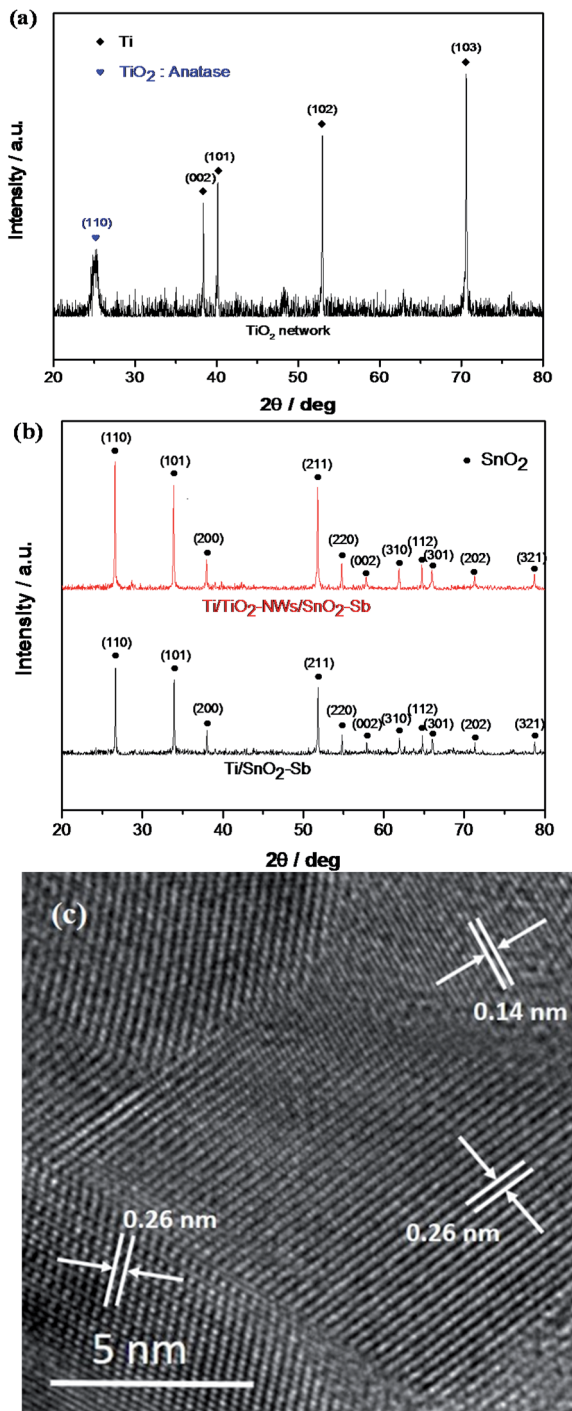 (a)
◆ Ti
♥ TiO₂ : Anatase
(110)
(002)
(101)
(102)
(103)
Intensity / a.u.
TiO₂ network
20 30 40 50 60 70 80
2θ / deg
(b)
● SnO₂
(110)
(101)
(200)
(211)
(220)
(002)
(310)
(112)
(301)
(202)
(321)
Ti/TiO₂-NWs/SnO₂-Sb
Intensity / a.u.
(110)
(101)
(200)
(211)
(220)
(002)
(310)
(112)
(301)
(202)
(321)
Ti/SnO₂-Sb
20 30 40 50 60 70 80
2θ / deg
(c)
0.14 nm
0.26 nm
0.26 nm
5 nm